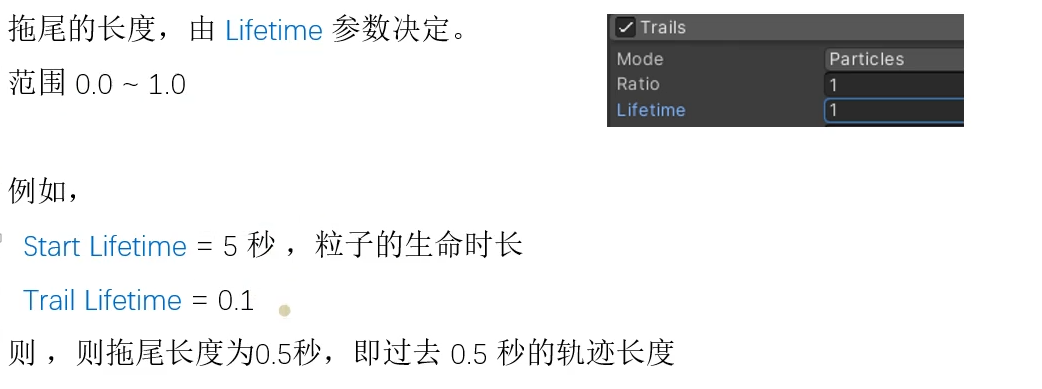 拖尾的长度，由 Lifetime 参数决定。
范围 0.0 ~ 1.0
Trails
Mode Particles
Ratio 1
Lifetime 1
例如，
Start Lifetime = 5 秒 ，粒子的生命时长
Trail Lifetime = 0.1
则 ，则拖尾长度为0.5秒，即过去 0.5 秒的轨迹长度